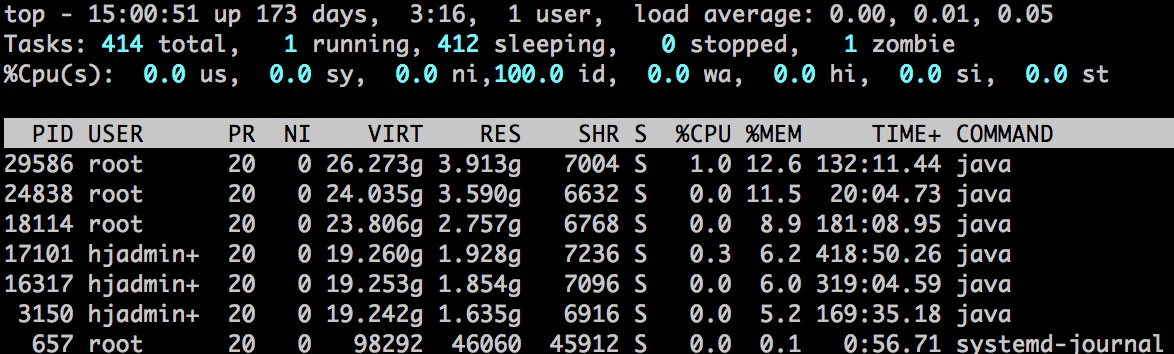 top - 15:00:51 up 173 days,  3:16,  1 user,  load average: 0.00, 0.01, 0.05
Tasks: 414 total,   1 running, 412 sleeping,   0 stopped,   1 zombie
%Cpu(s):  0.0 us,  0.0 sy,  0.0 ni,100.0 id,  0.0 wa,  0.0 hi,  0.0 si,  0.0 st
  PID USER      PR  NI    VIRT    RES    SHR S  %CPU %MEM     TIME+ COMMAND
29586 root      20   0 26.273g 3.913g   7004 S   1.0 12.6 132:11.44 java
24838 root      20   0 24.035g 3.590g   6632 S   0.0 11.5  20:04.73 java
18114 root      20   0 23.806g 2.757g   6768 S   0.0  8.9 181:08.95 java
17101 hjadmin+  20   0 19.260g 1.928g   7236 S   0.3  6.2 418:50.26 java
16317 hjadmin+  20   0 19.253g 1.854g   7096 S   0.0  6.0 319:04.59 java
 3150 hjadmin+  20   0 19.242g 1.635g   6916 S   0.0  5.2 169:35.18 java
  657 root      20   0   98292  46060  45912 S   0.0  0.1   0:56.71 systemd-journal